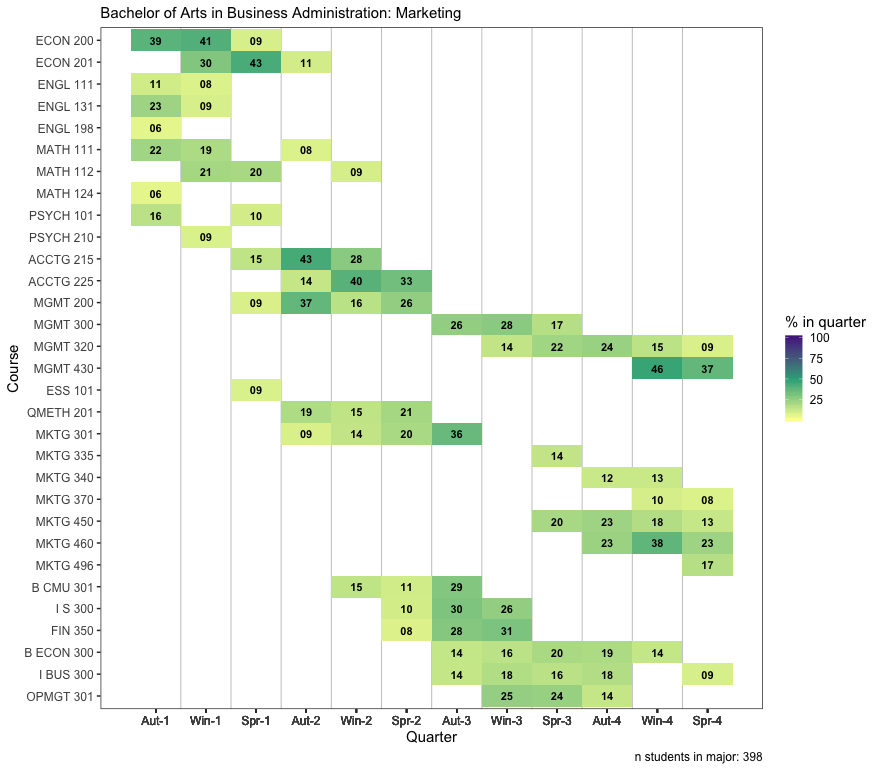 Bachelor of Arts in Business Administration: Marketing
ECON 200 39 41 09
ECON 201 30 43 11
ENGL 111 11 08
ENGL 131 23 09
ENGL 198 06
MATH 111 22 19 08
MATH 112 21 20 09
MATH 124 06
PSYCH 101 16 10
PSYCH 210 09
ACCTG 215 15 43 28
ACCTG 225 14 40 33
MGMT 200 09 37 16 26
MGMT 300 26 28 17
MGMT 320 14 22 24 15 09
MGMT 430 46 37
ESS 101 09
QMETH 201 19 15 21
MKTG 301 09 14 20 36
MKTG 335 14
MKTG 340 12 13
MKTG 370 10 08
MKTG 450 20 23 18 13
MKTG 460 23 38 23
MKTG 496 17
B CMU 301 15 11 29
I S 300 10 30 26
FIN 350 08 28 31
B ECON 300 14 16 20 19 14
I BUS 300 14 18 16 18 09
OPMGT 301 25 24 14
Aut-1 Win-1 Spr-1 Aut-2 Win-2 Spr-2 Aut-3 Win-3 Spr-3 Aut-4 Win-4 Spr-4
Quarter
Course
% in quarter
100
75
50
25
n students in major: 398